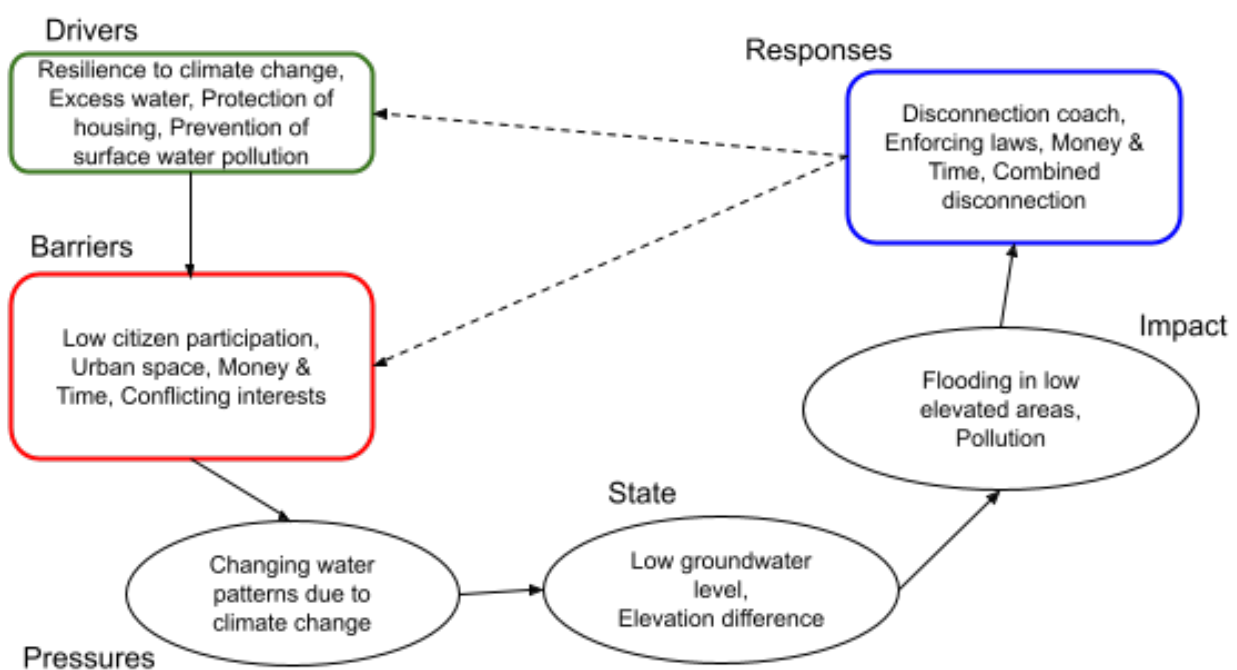 Drivers
Resilience to climate change,
Excess water, Protection of
housing, Prevention of
surface water pollution
Responses
Disconnection coach,
Enforcing laws, Money &
Time, Combined
disconnection
Barriers
Low citizen participation,
Urban space, Money &
Time, Conflicting interests
Impact
Flooding in low
elevated areas,
Pollution
State
Low groundwater
level,
Elevation difference
Changing water
patterns due to
climate change
Pressures